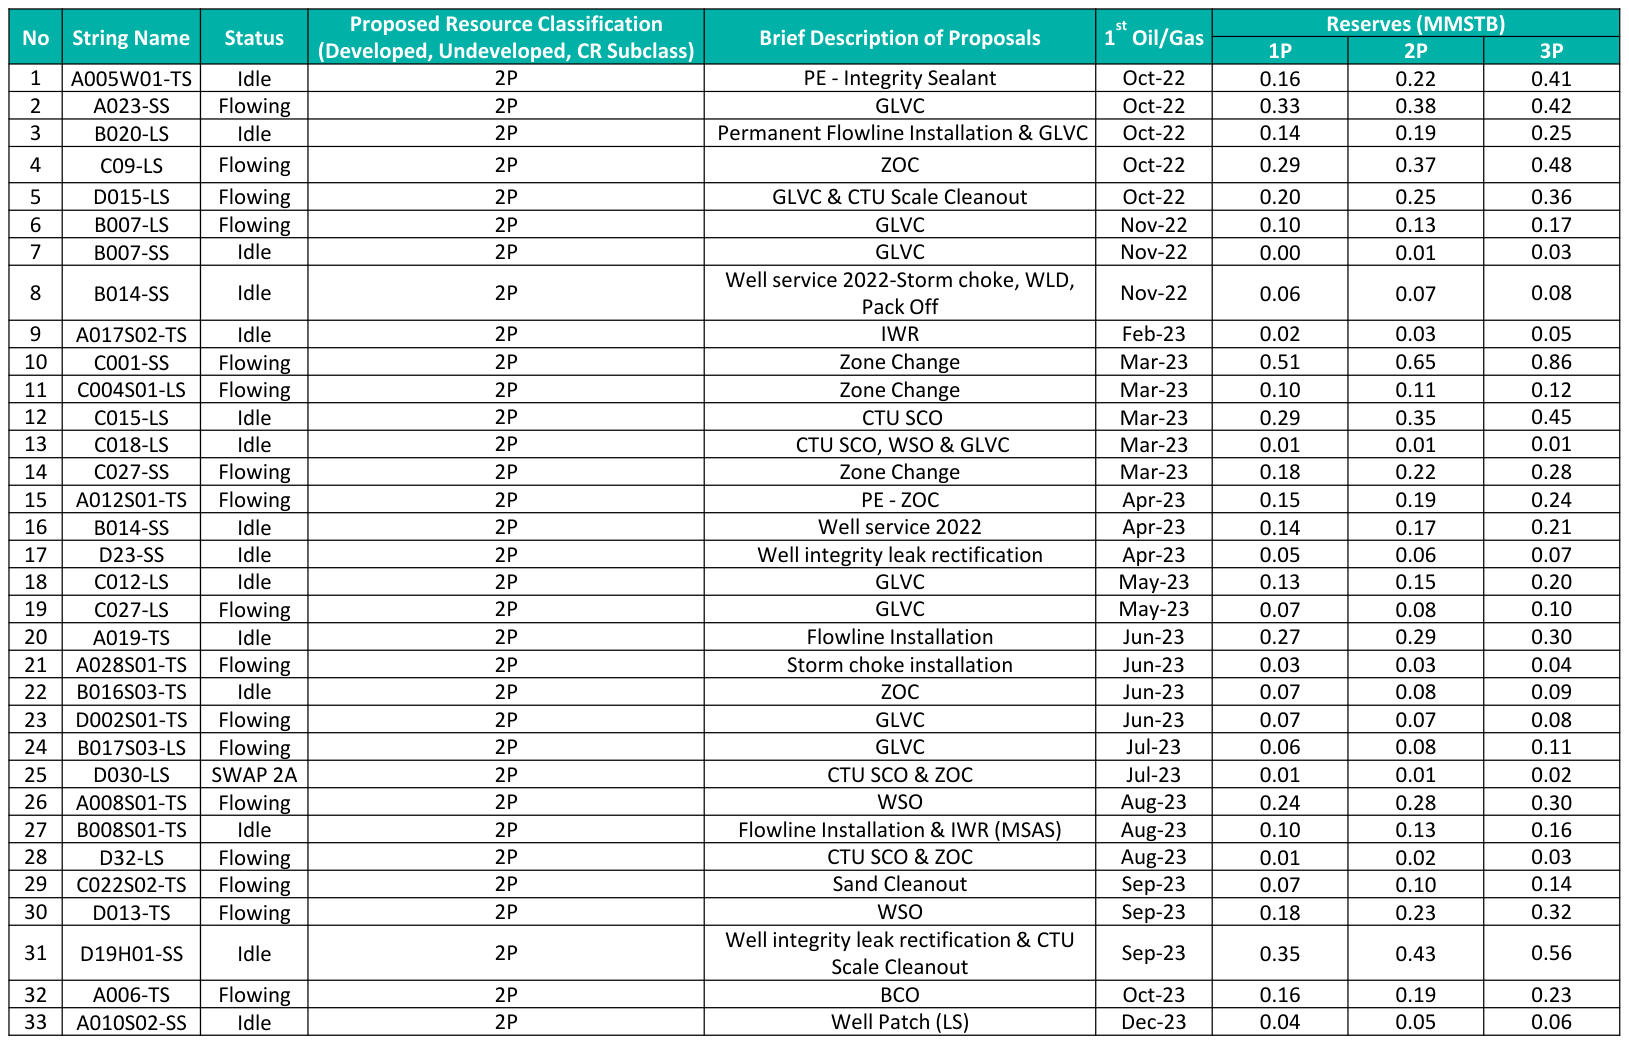 No String Name Status Proposed Resource Classification (Developed, Undeveloped, CR Subclass) Brief Description of Proposals 1st Oil/Gas Reserves (MMSTB)
1P 2P 3P
1 A005W01-TS Idle 2P PE - Integrity Sealant Oct-22 0.16 0.22 0.41
2 A023-SS Flowing 2P GLVC Oct-22 0.33 0.38 0.42
3 B020-LS Idle 2P Permanent Flowline Installation & GLVC Oct-22 0.14 0.19 0.25
4 C09-LS Flowing 2P ZOC Oct-22 0.29 0.37 0.48
5 D015-LS Flowing 2P GLVC & CTU Scale Cleanout Oct-22 0.20 0.25 0.36
6 B007-LS Flowing 2P GLVC Nov-22 0.10 0.13 0.17
7 B007-SS Idle 2P GLVC Nov-22 0.00 0.01 0.03
8 B014-SS Idle 2P Well service 2022-Storm choke, WLD, Pack Off Nov-22 0.06 0.07 0.08
9 A017S02-TS Idle 2P IWR Feb-23 0.02 0.03 0.05
10 C001-SS Flowing 2P Zone Change Mar-23 0.51 0.65 0.86
11 C004S01-LS Flowing 2P Zone Change Mar-23 0.10 0.11 0.12
12 C015-LS Idle 2P CTU SCO Mar-23 0.29 0.35 0.45
13 C018-LS Idle 2P CTU SCO, WSO & GLVC Mar-23 0.01 0.01 0.01
14 C027-SS Flowing 2P Zone Change Mar-23 0.18 0.22 0.28
15 A012S01-TS Flowing 2P PE - ZOC Apr-23 0.15 0.19 0.24
16 B014-SS Idle 2P Well service 2022 Apr-23 0.14 0.17 0.21
17 D23-SS Idle 2P Well integrity leak rectification Apr-23 0.05 0.06 0.07
18 C012-LS Idle 2P GLVC May-23 0.13 0.15 0.20
19 C027-LS Flowing 2P GLVC May-23 0.07 0.08 0.10
20 A019-TS Idle 2P Flowline Installation Jun-23 0.27 0.29 0.30
21 A028S01-TS Flowing 2P Storm choke installation Jun-23 0.03 0.03 0.04
22 B016S03-TS Idle 2P ZOC Jun-23 0.07 0.08 0.09
23 D002S01-TS Flowing 2P GLVC Jun-23 0.07 0.07 0.08
24 B017S03-LS Flowing 2P GLVC Jul-23 0.06 0.08 0.11
25 D030-LS SWAP 2A 2P CTU SCO & ZOC Jul-23 0.01 0.01 0.02
26 A008S01-TS Flowing 2P WSO Aug-23 0.24 0.28 0.30
27 B008S01-TS Idle 2P Flowline Installation & IWR (MSAS) Aug-23 0.10 0.13 0.16
28 D32-LS Flowing 2P CTU SCO & ZOC Aug-23 0.01 0.02 0.03
29 C022S02-TS Flowing 2P Sand Cleanout Sep-23 0.07 0.10 0.14
30 D013-TS Flowing 2P WSO Sep-23 0.18 0.23 0.32
31 D19H01-SS Idle 2P Well integrity leak rectification & CTU Scale Cleanout Sep-23 0.35 0.43 0.56
32 A006-TS Flowing 2P BCO Oct-23 0.16 0.19 0.23
33 A010S02-SS Idle 2P Well Patch (LS) Dec-23 0.04 0.05 0.06